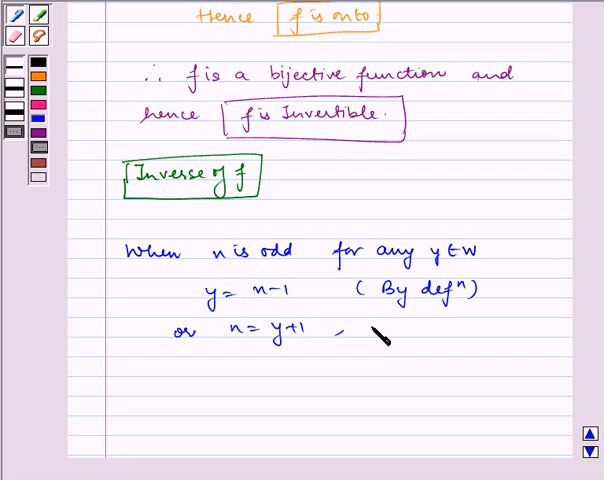 Hence f is onto
∴ f is a bijective function and
hence f is Invertible.
Inverse of f
When n is odd for any y ∈ W
y = n-1 ( By defⁿ)
or n = y+1 ,